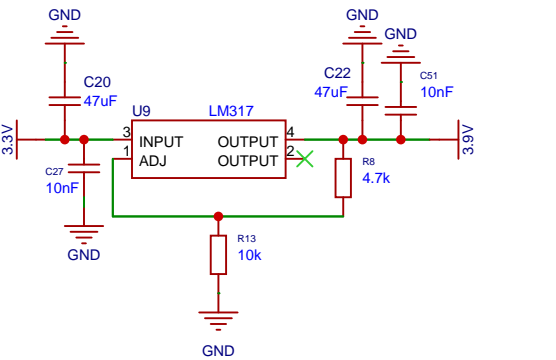 GND
GND
GND
C20
47uF
C22
47uF
C51
10nF
U9
LM317
3.3V
3
INPUT
OUTPUT
4
3.9V
1
ADJ
OUTPUT
2
C27
10nF
R8
4.7k
GND
R13
10k
GND